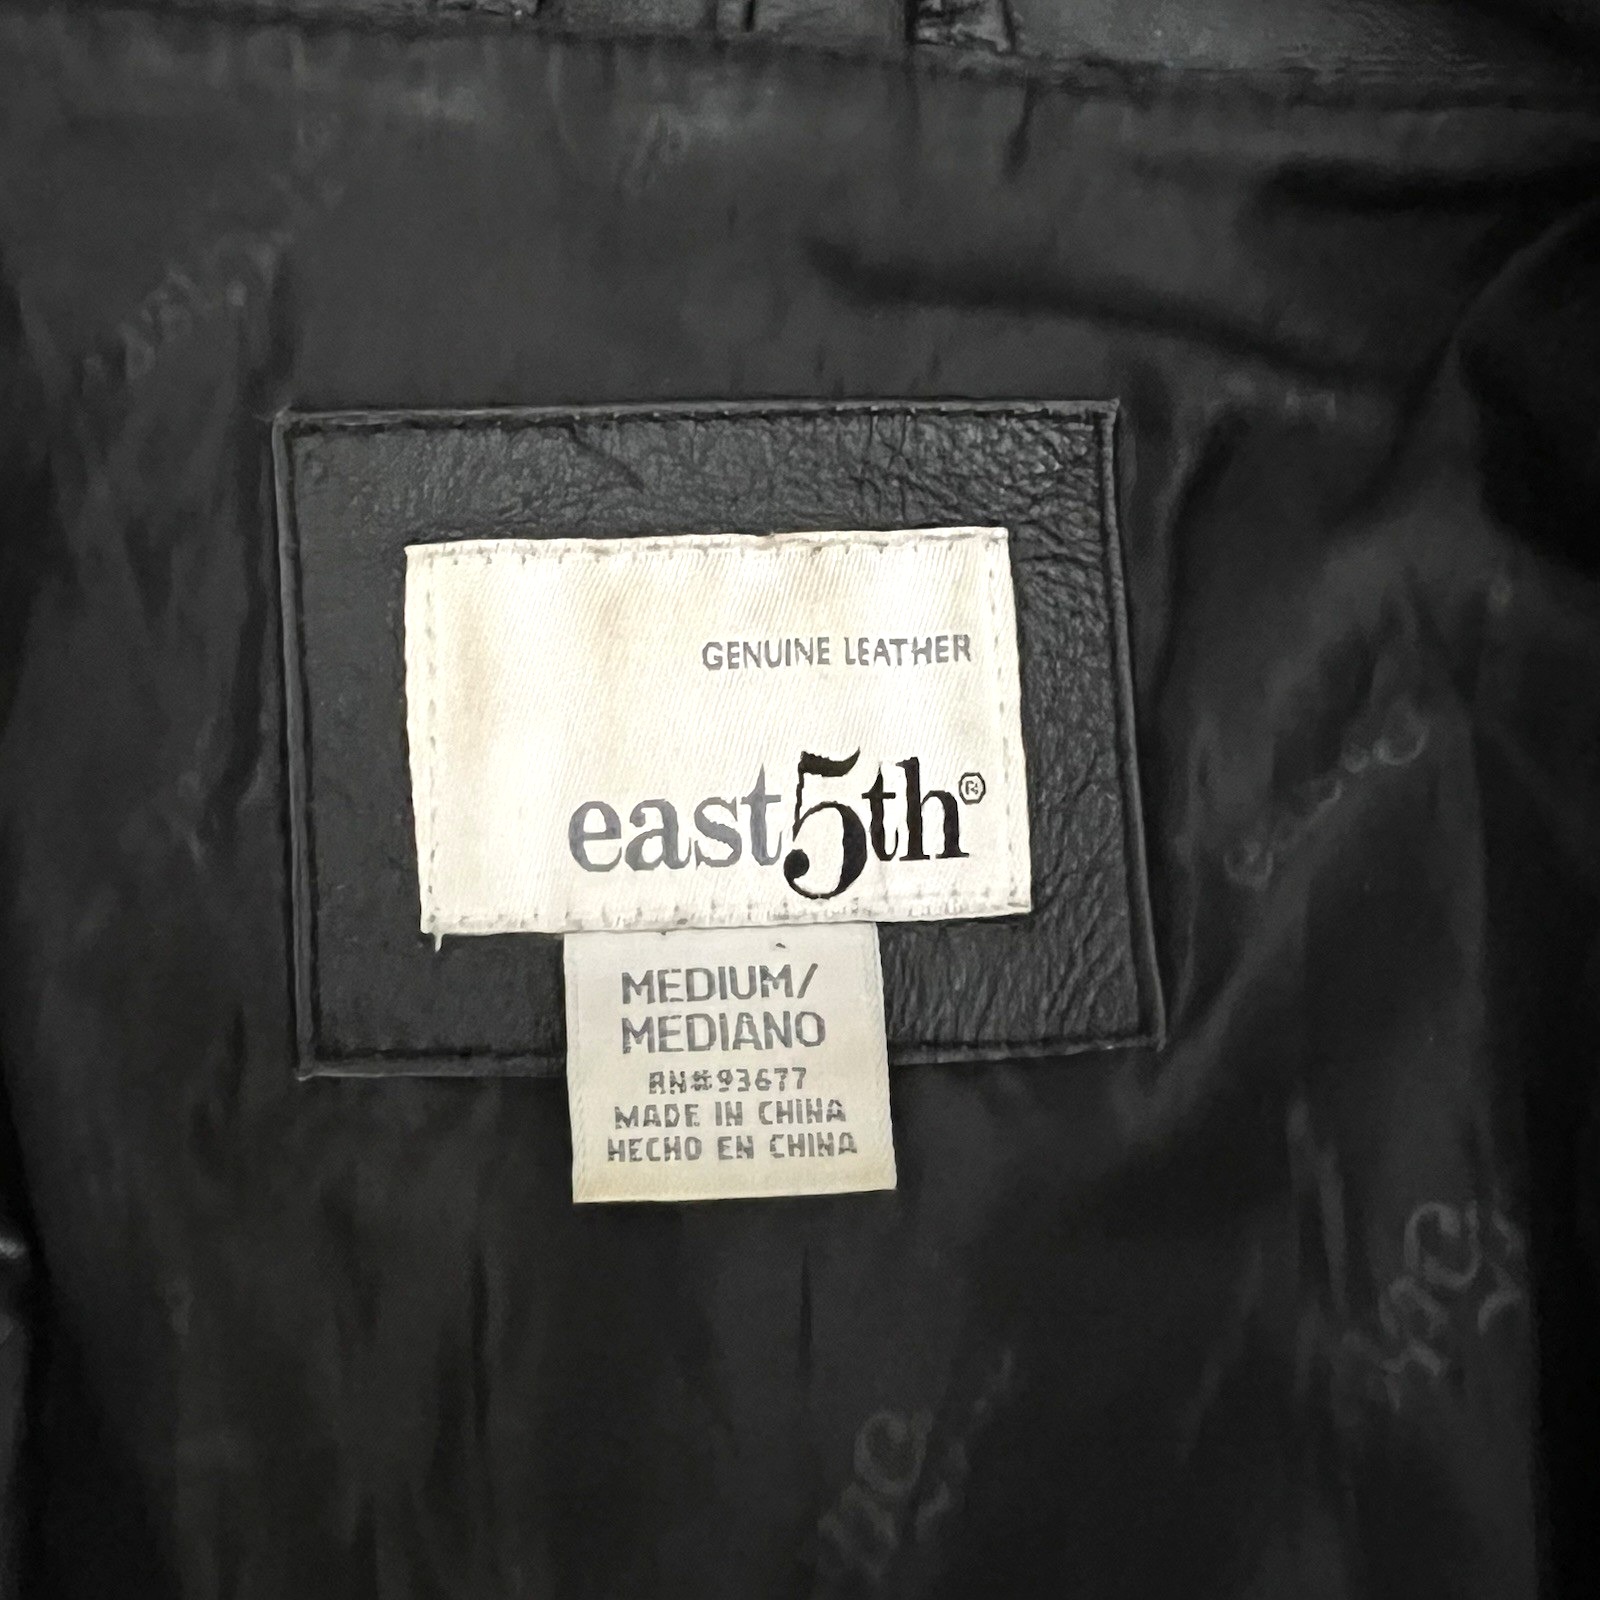 GENUINE LEATHER
east5th®
MEDIUM/
MEDIANO
RN#93677
MADE IN CHINA
HECHO EN CHINA